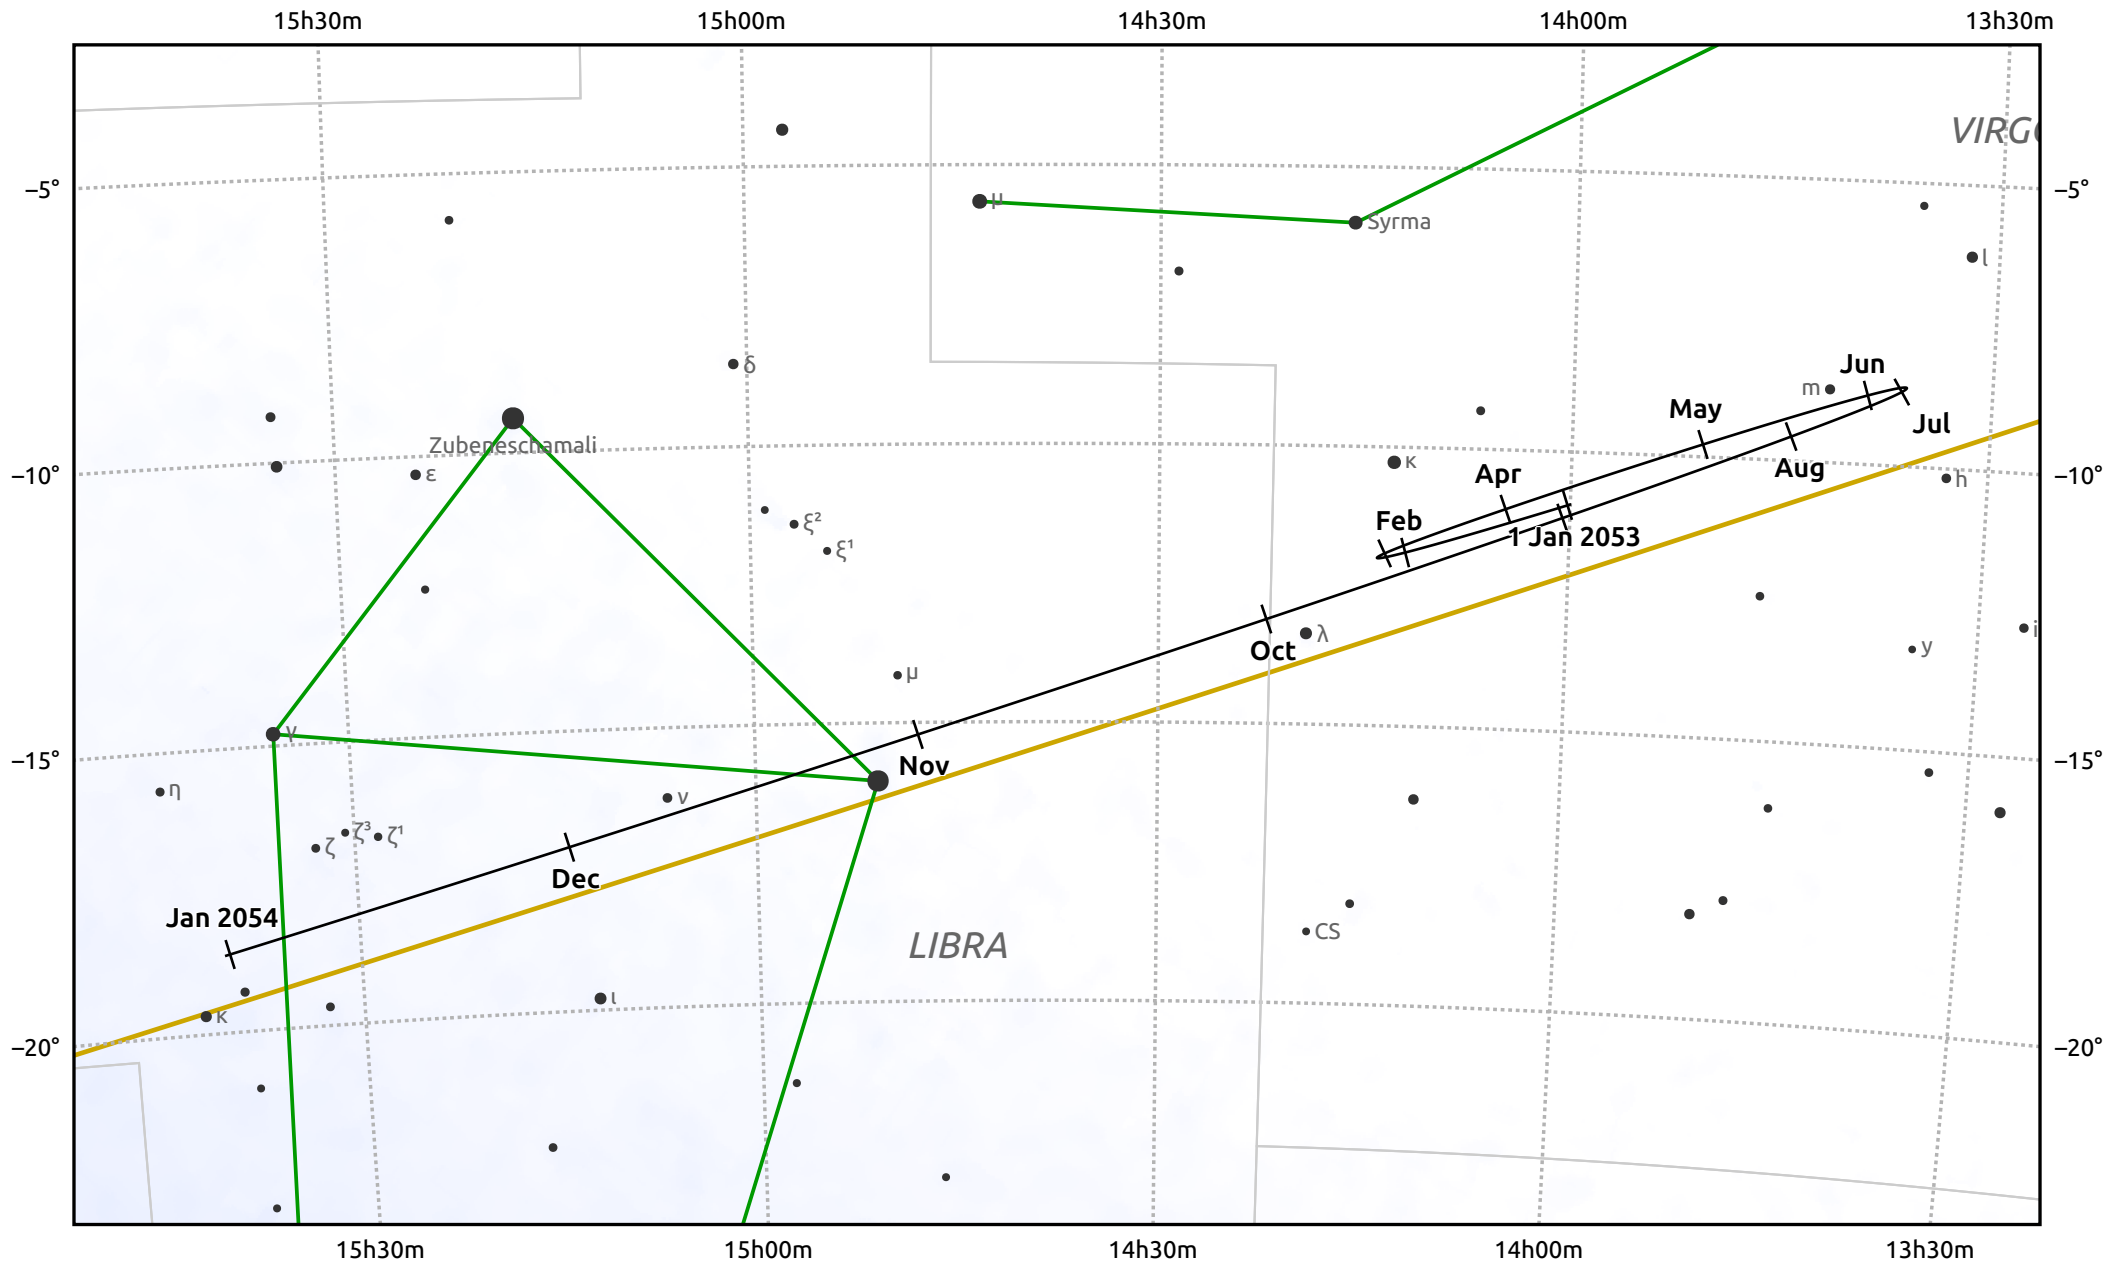 15h30m 15h00m 14h30m 14h00m 13h30m
VIRGO
−5° μ Syrma −5°
l
δ
Jun
m
May
Jul
Zubeneschamali
κ
Aug
−10° ε Apr h −10°
Feb
ξ²
1 Jan 2053
ξ¹
λ i
Oct y
μ
γ
−15° Nov −15°
η ν
ζ ζ³ ζ¹
Dec
Jan 2054
CS
LIBRA
ι
κ
−20° −20°
15h30m 15h00m 14h30m 14h00m 13h30m